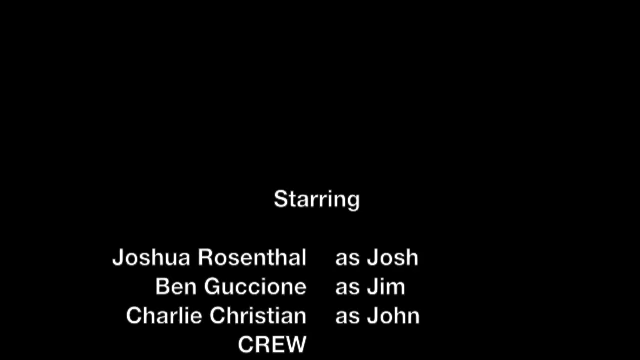 Starring
Joshua Rosenthal as Josh
Ben Guccione as Jim
Charlie Christian as John
CREW